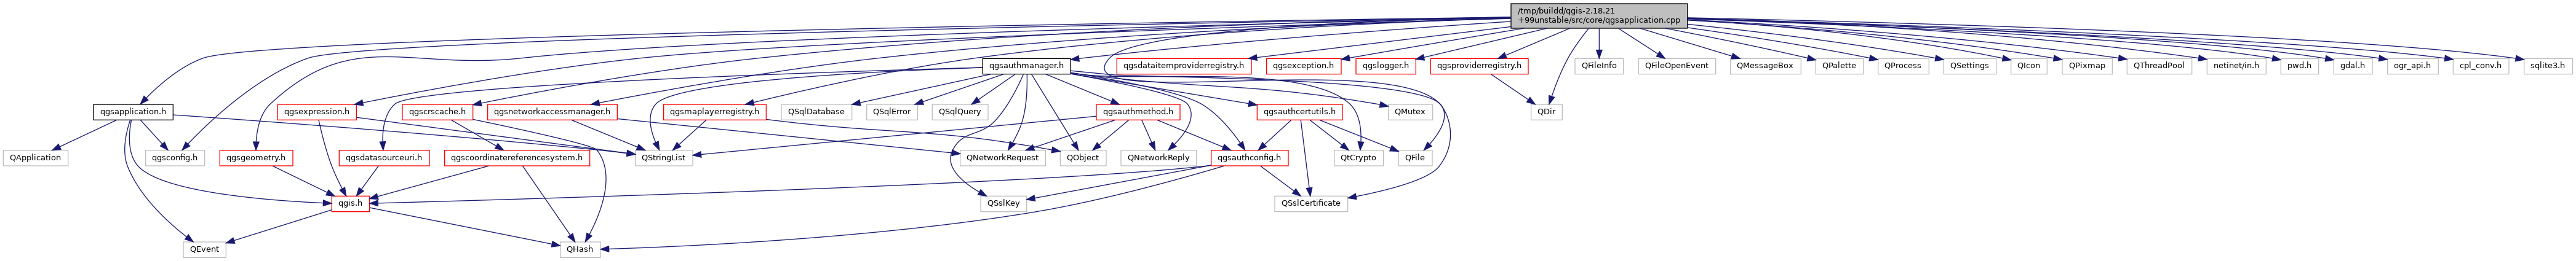 /tmp/buildd/qgis-2.18.21
+99unstable/src/core/qgsapplication.cpp
qgsauthmanager.h
qgsdataitemproviderregistry.h
qgsexception.h
qgslogger.h
qgsproviderregistry.h
QFileInfo
QFileOpenEvent
QMessageBox
QPalette
QProcess
QSettings
QIcon
QPixmap
QThreadPool
netinet/in.h
pwd.h
gdal.h
ogr_api.h
cpl_conv.h
sqlite3.h
qgsapplication.h
qgsexpression.h
qgscrscache.h
qgsnetworkaccessmanager.h
qgsmaplayerregistry.h
QSqlDatabase
QSqlError
QSqlQuery
qgsauthmethod.h
qgsauthcertutils.h
QMutex
QDir
QApplication
qgsconfig.h
qgsgeometry.h
qgsdatasourceuri.h
qgscoordinatereferencesystem.h
QStringList
QNetworkRequest
QObject
QNetworkReply
qgsauthconfig.h
QtCrypto
QFile
qgis.h
QSslKey
QSslCertificate
QEvent
QHash